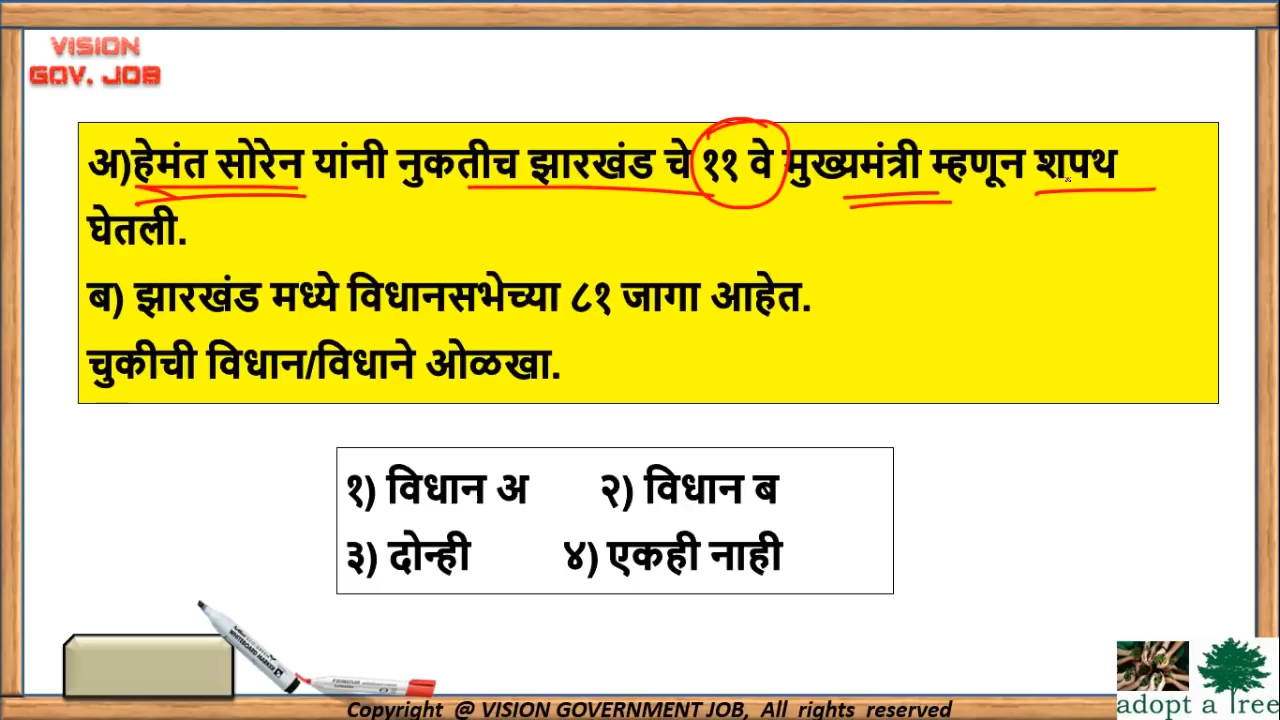 VISION
GOV. JOB
अ)हेमंत सोरेन यांनी नुकतीच झारखंड चे ११ वे मुख्यमंत्री म्हणून शपथ
घेतली.
ब) झारखंड मध्ये विधानसभेच्या ८१ जागा आहेत.
चुकीची विधान/विधाने ओळखा.
१) विधान अ २) विधान ब
३) दोन्ही ४) एकही नाही
Copyright @ VISION GOVERNMENT JOB, All rights reserved
adopt a Tree